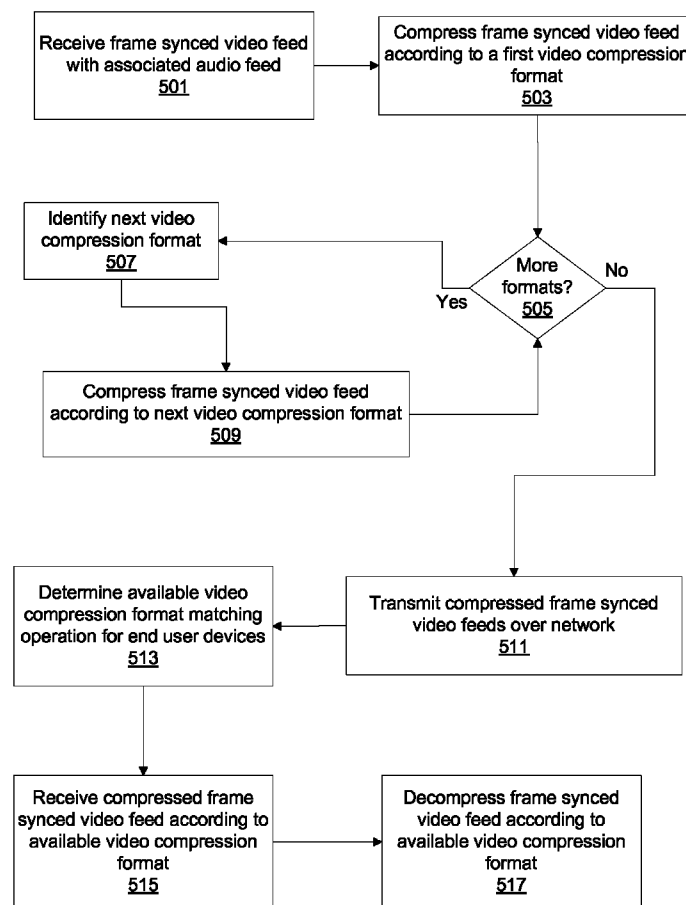 Receive frame synced video feed
with associated audio feed
501
Compress frame synced video feed
according to a first video compression
format
503
Identify next video
compression format
507
More
formats?
505
Yes
No
Compress frame synced video feed
according to next video compression format
509
Determine available video
compression format matching
operation for end user devices
513
Transmit compressed frame synced
video feeds over network
511
Receive compressed frame
synced video feed according to
available video compression
format
515
Decompress frame synced
video feed according to
available video compression
format
517